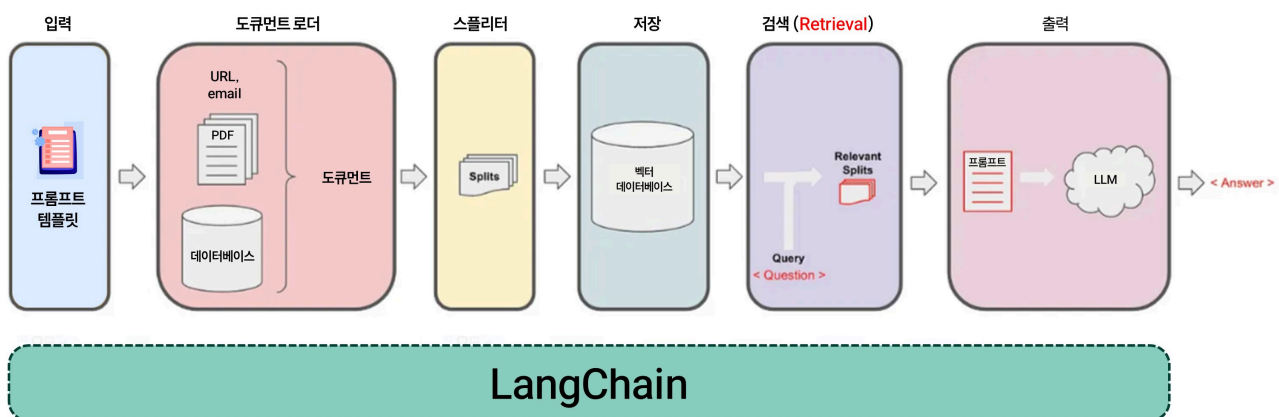 입력
도큐먼트 로더
스플리터
저장
검색 (Retrieval)
출력
프롬프트
템플릿
URL,
email
PDF
데이터베이스
도큐먼트
Splits
벡터
데이터베이스
Relevant
Splits
Query
< Question >
프롬프트
LLM
< Answer >
LangChain